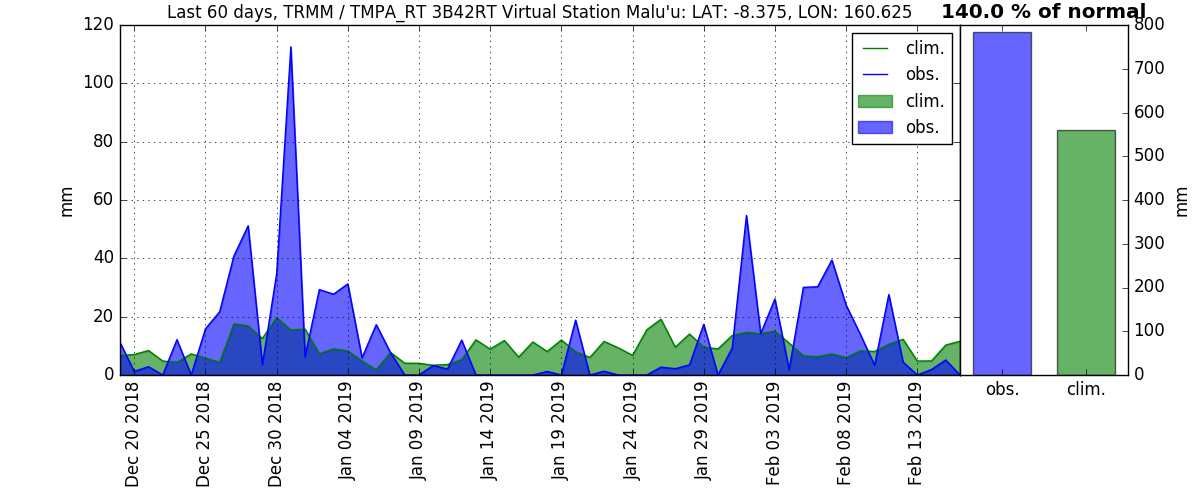 Last 60 days, TRMM / TMPA_RT 3B42RT Virtual Station Malu'u: LAT: -8.375, LON: 160.625
140.0 % of normal
120
100
80
60
40
20
0
mm
clim.
obs.
clim.
obs.
800
700
600
500
400
300
200
100
0
mm
Dec 20 2018
Dec 25 2018
Dec 30 2018
Jan 04 2019
Jan 09 2019
Jan 14 2019
Jan 19 2019
Jan 24 2019
Jan 29 2019
Feb 03 2019
Feb 08 2019
Feb 13 2019
obs.
clim.